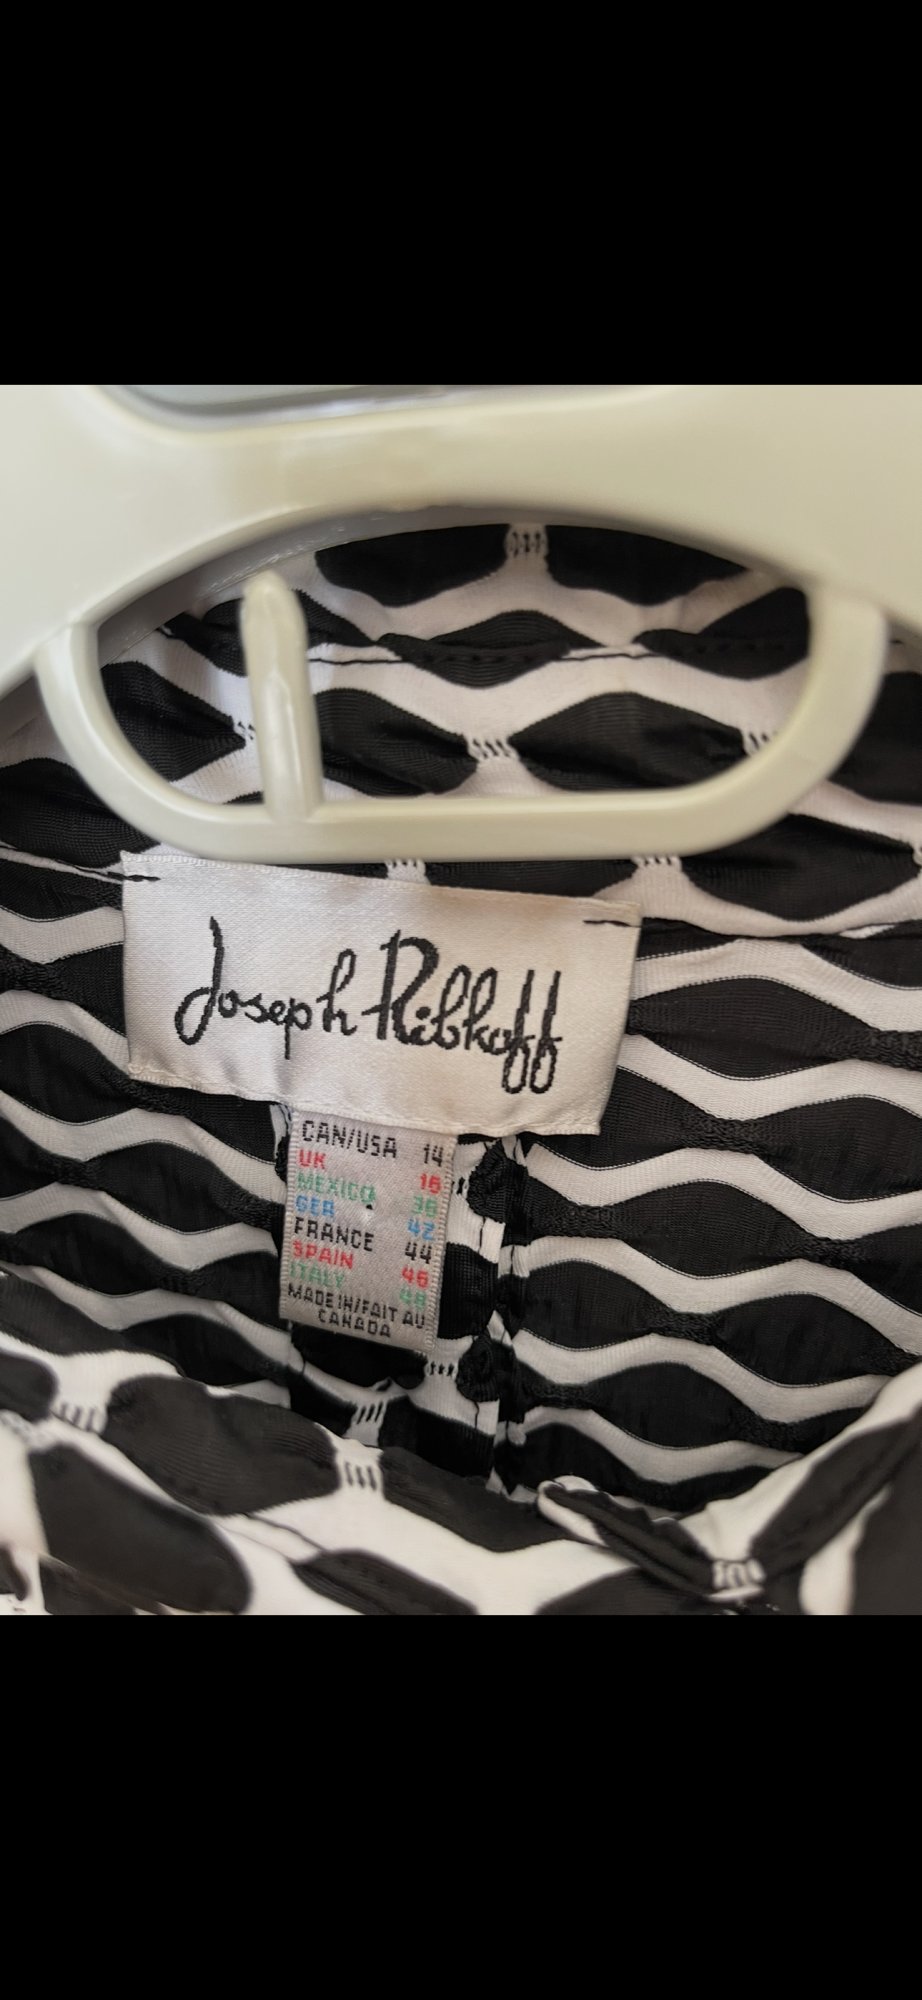 Joseph Ribkoff
CAN/USA 14
UK 16
MEXICO 38
GER 42
FRANCE 44
SPAIN 46
ITALY 48
MADE IN/FAIT AU
CANADA